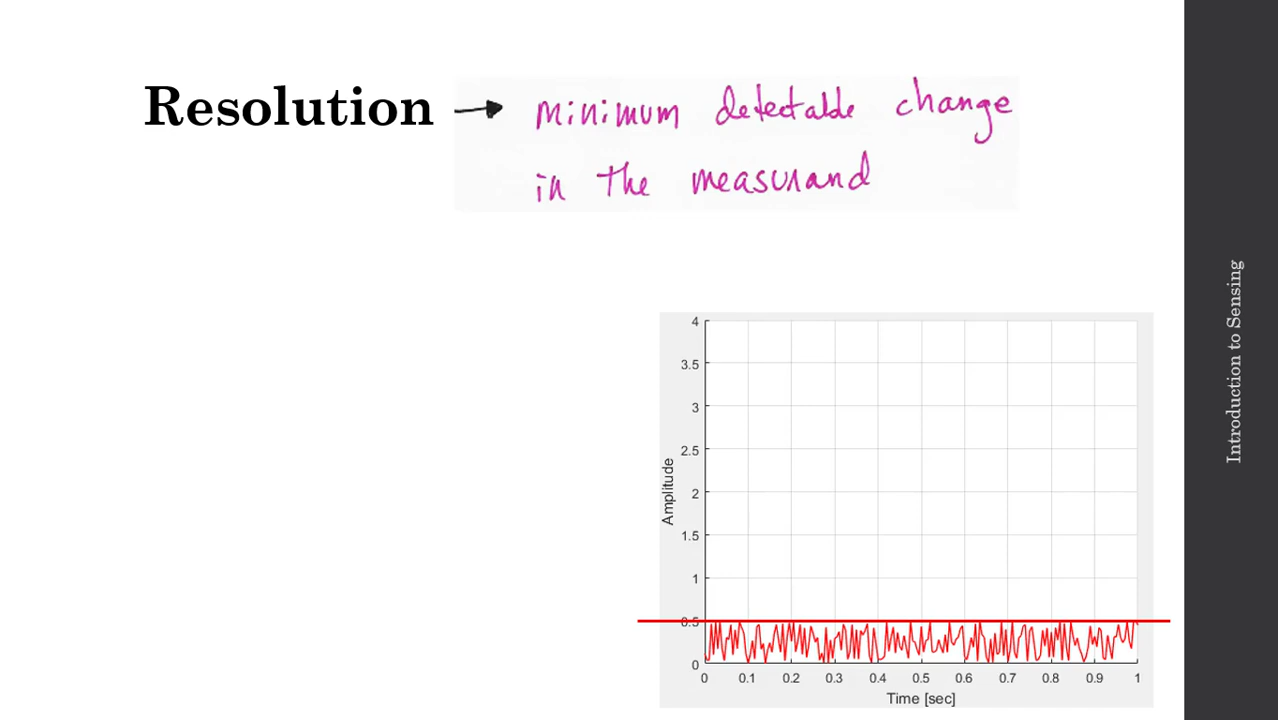 Resolution → minimum detectable change
in the measurand
4
3.5
3
2.5
2
1.5
1
0.5
0
Amplitude
0 0.1 0.2 0.3 0.4 0.5 0.6 0.7 0.8 0.9 1
Time [sec]
Introduction to Sensing